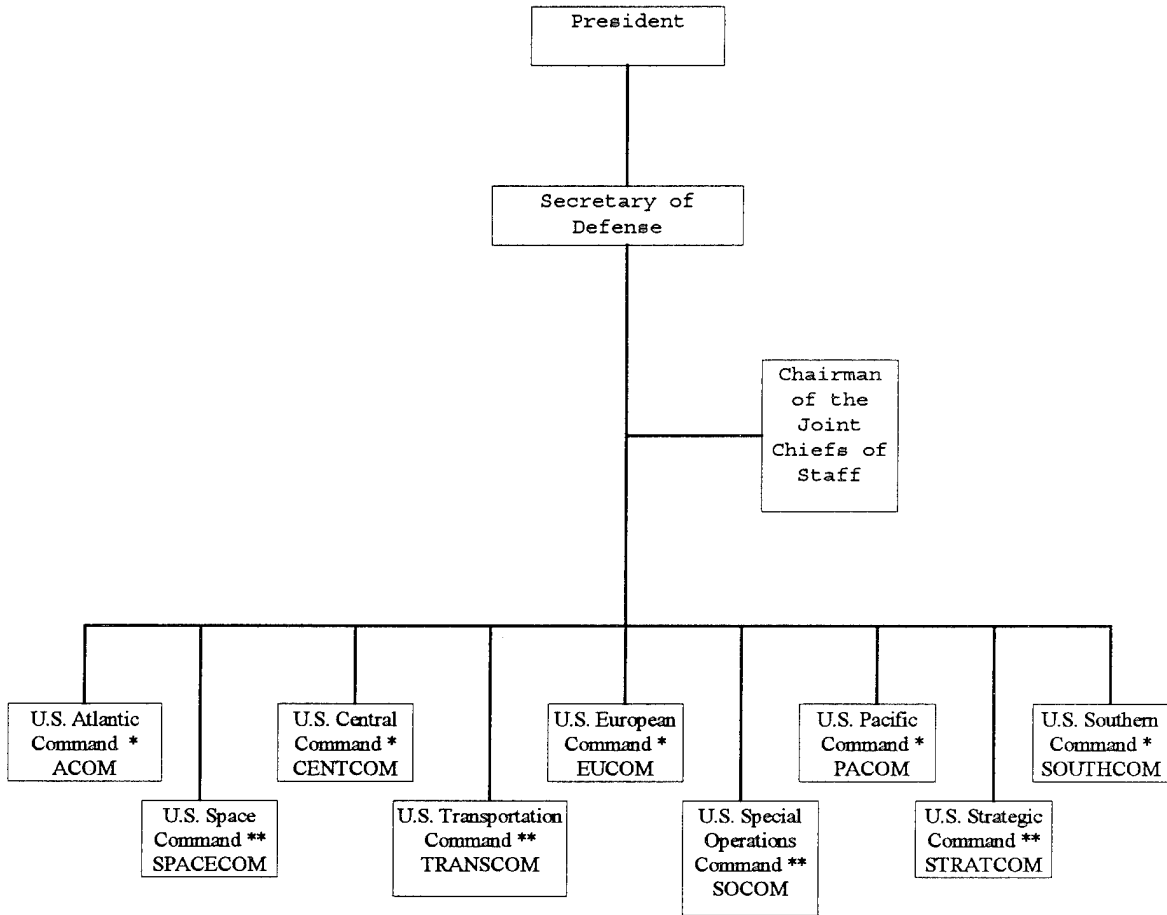 President
Secretary of
Defense
Chairman
of the
Joint
Chiefs of
Staff
U.S. Atlantic
Command *
ACOM
U.S. Central
Command *
CENTCOM
U.S. European
Command *
EUCOM
U.S. Pacific
Command *
PACOM
U.S. Southern
Command *
SOUTHCOM
U.S. Space
Command **
SPACECOM
U.S. Transportation
Command **
TRANSCOM
U.S. Special
Operations
Command **
SOCOM
U.S. Strategic
Command **
STRATCOM